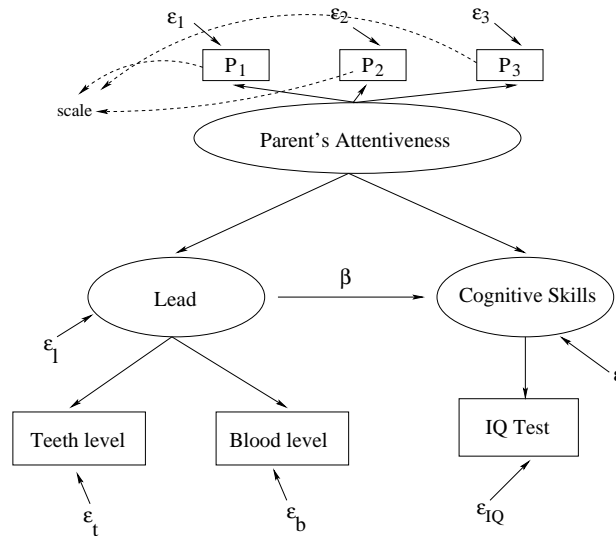 ε1 ε2 ε3
P1 P2 P3
scale
Parent's Attentiveness
β
Lead Cognitive Skills
εl ε
Teeth level Blood level IQ Test
εt εb εIQ